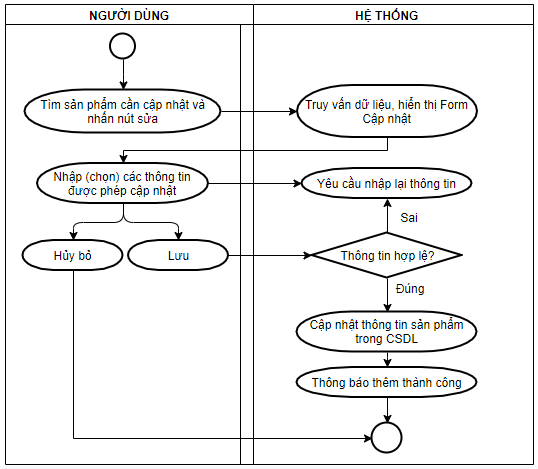 NGƯỜI DÙNG
HỆ THỐNG
Tìm sản phẩm cần cập nhật và
nhấn nút sửa
Truy vấn dữ liệu, hiển thị Form
Cập nhật
Nhập (chọn) các thông tin
được phép cập nhật
Yêu cầu nhập lại thông tin
Sai
Hủy bỏ
Lưu
Thông tin hợp lệ?
Đúng
Cập nhật thông tin sản phẩm
trong CSDL
Thông báo thêm thành công